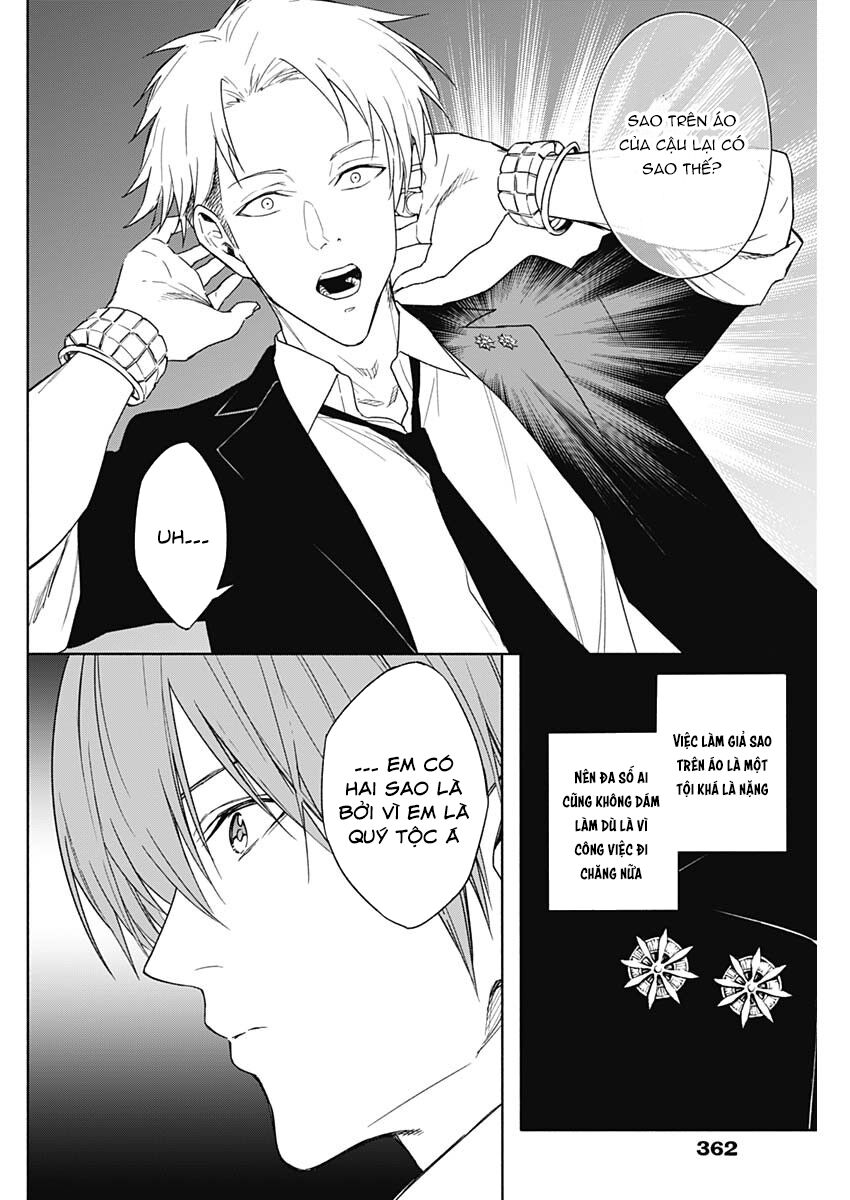 SAO TRÊN ÁO
CỦA CẬU LẠI CÓ
SAO THẾ?
UH---
VIỆC LÀM GIẢ SAO
TRÊN ÁO LÀ MỘT
TỘI KHÁ LÀ NẶNG
NÊN ĐA SỐ AI
CŨNG KHÔNG DÁM
LÀM DÙ LÀ VÌ
CÔNG VIỆC ĐI
CHĂNG NỮA
--- EM CÓ
HAI SAO LÀ
BỞI VÌ EM LÀ
QUÝ TỘC Á
362